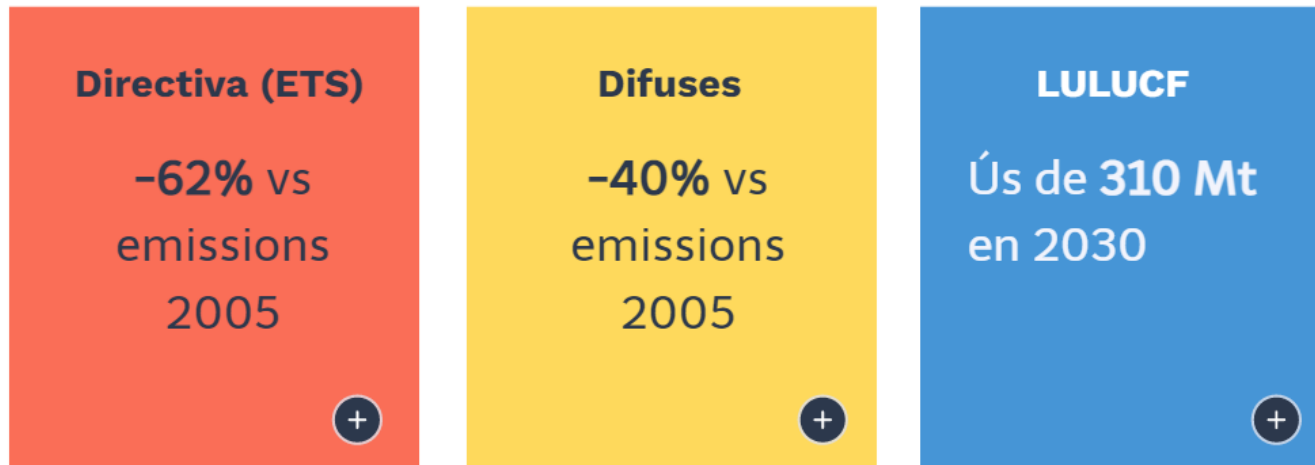 Directiva (ETS)
-62% vs
emissions
2005
+
Difuses
-40% vs
emissions
2005
+
LULUCF
Ús de 310 Mt
en 2030
+